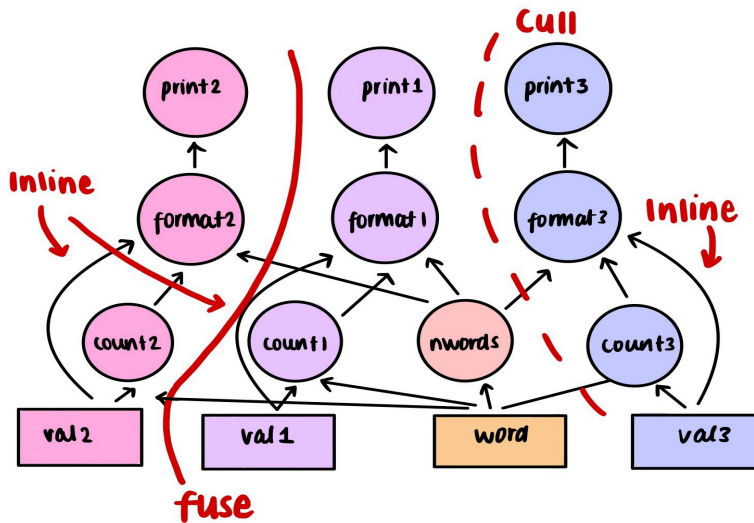 Cull
print2
print1
print3
Inline
format2
format1
format3
Inline
count2
count1
nwords
count3
val2
val1
word
val3
fuse